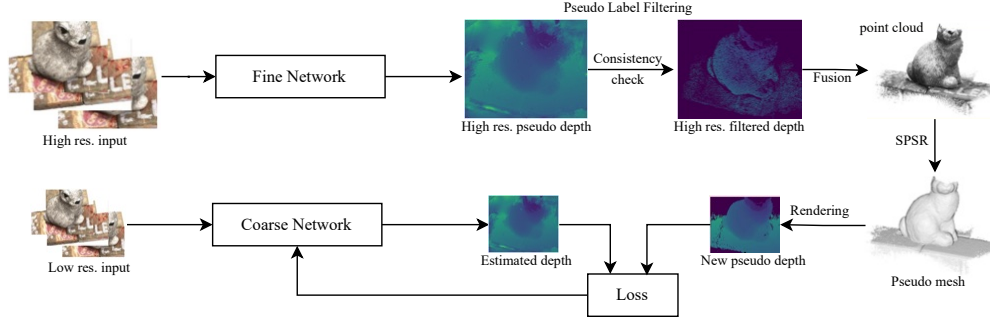 Pseudo Label Filtering
point cloud
Fine Network
Consistency
check
Fusion
High res. input
High res. pseudo depth
High res. filtered depth
SPSR
Coarse Network
Rendering
Low res. input
Estimated depth
New pseudo depth
Pseudo mesh
Loss